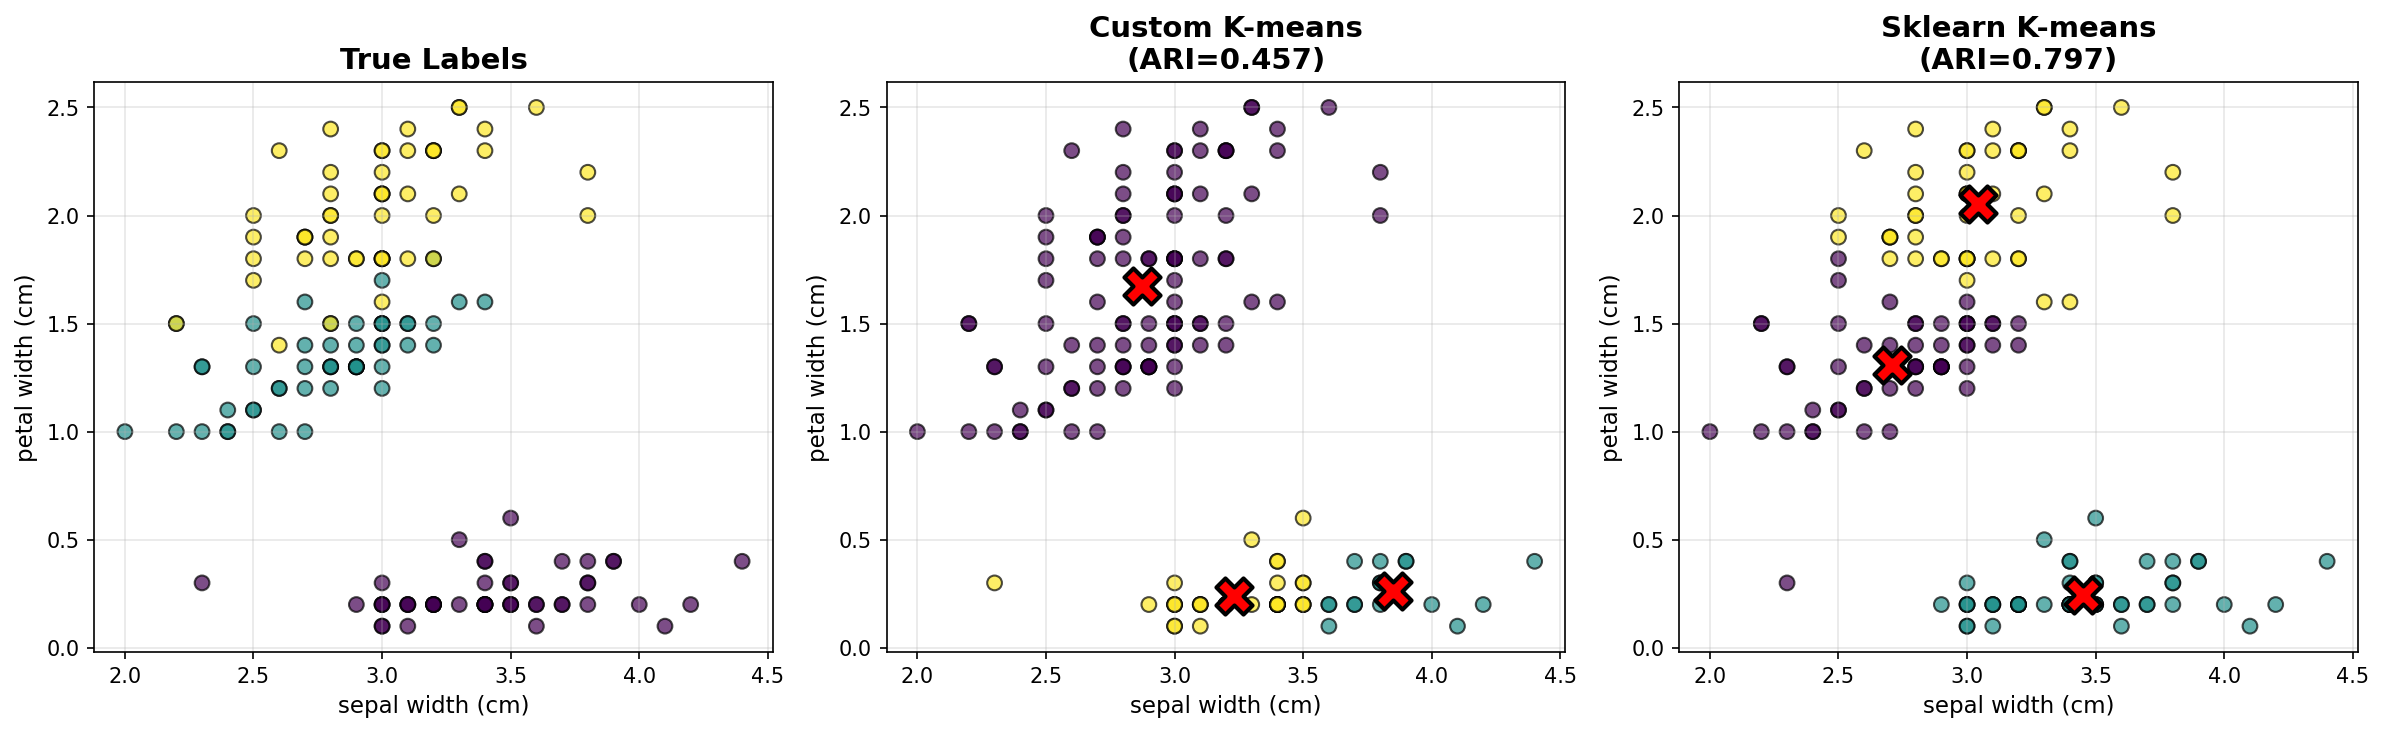 True Labels
petal width (cm)
2.5
2.0
1.5
1.0
0.5
0.0
2.0 2.5 3.0 3.5 4.0 4.5
sepal width (cm)
Custom K-means
(ARI=0.457)
petal width (cm)
2.5
2.0
1.5
1.0
0.5
0.0
2.0 2.5 3.0 3.5 4.0 4.5
sepal width (cm)
Sklearn K-means
(ARI=0.797)
petal width (cm)
2.5
2.0
1.5
1.0
0.5
0.0
2.0 2.5 3.0 3.5 4.0 4.5
sepal width (cm)